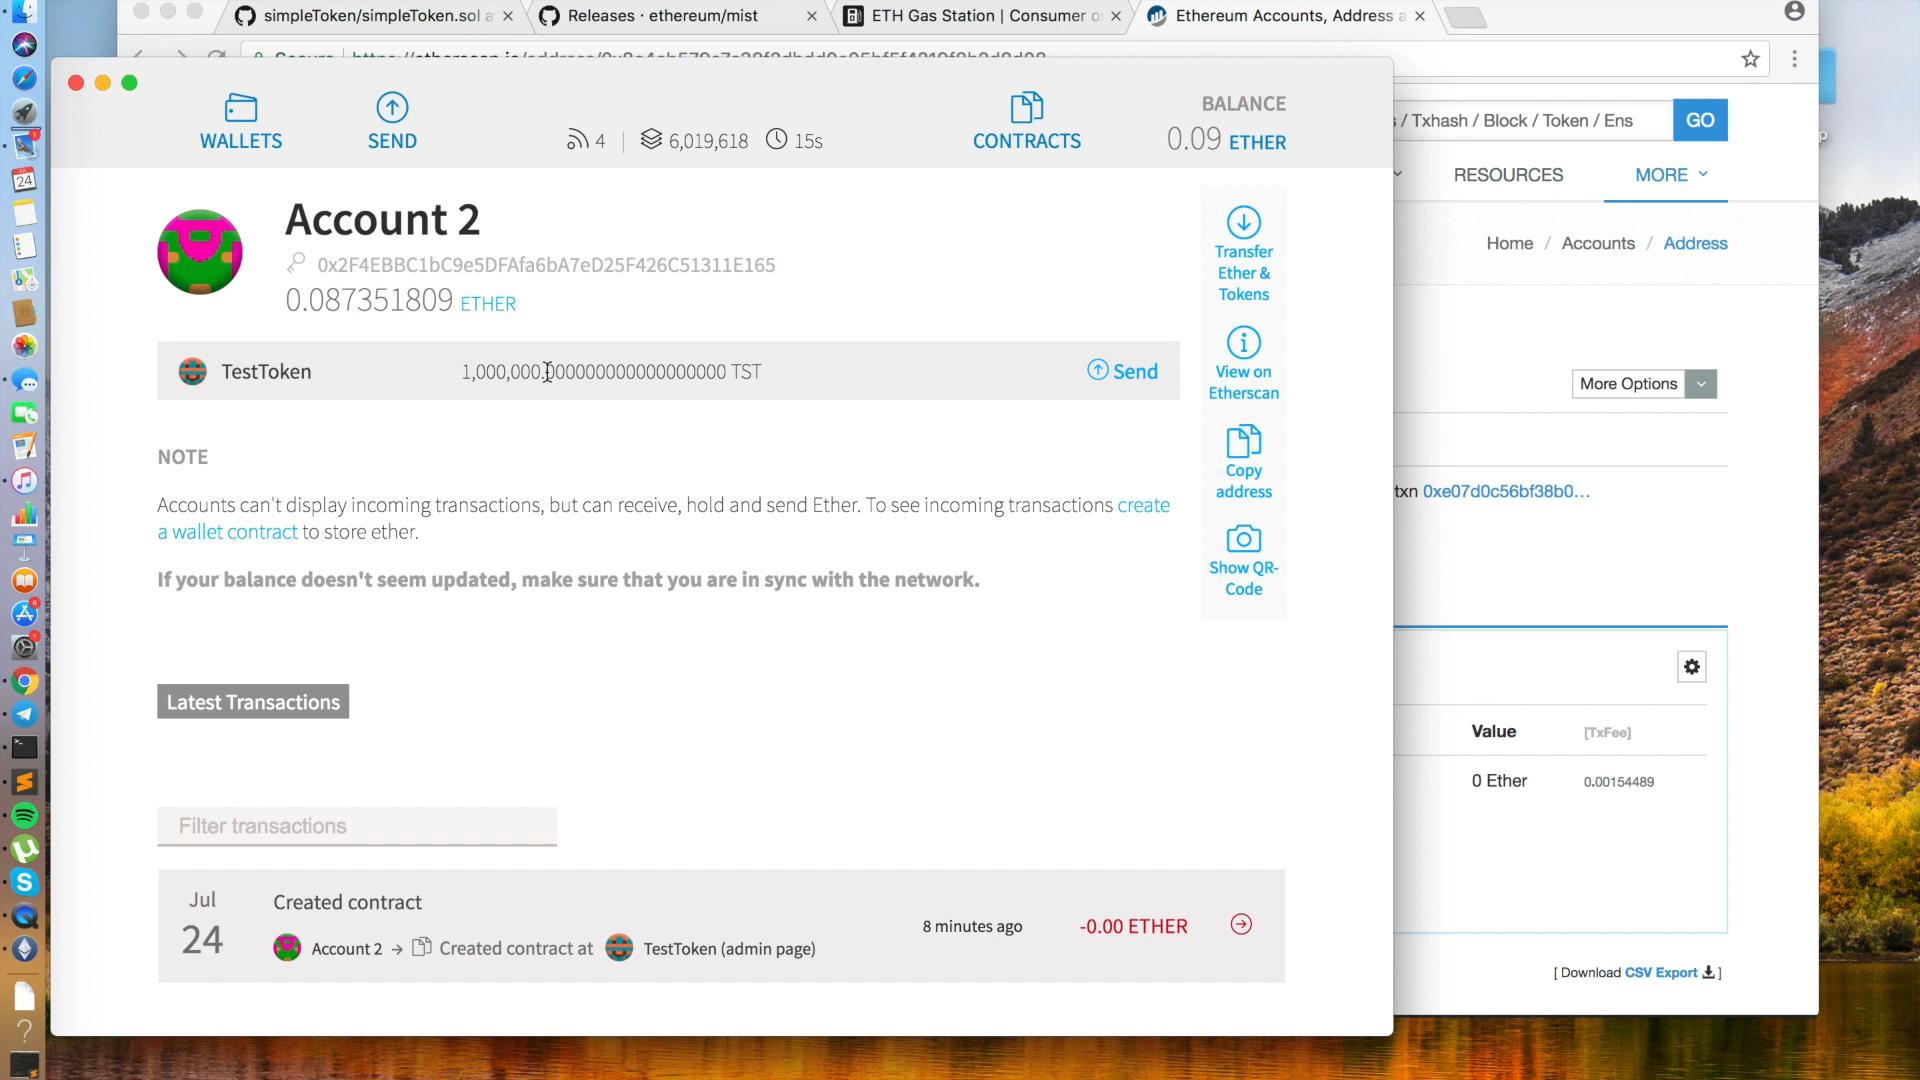 simpleToken/simpleToken.sol a
Releases · ethereum/mist
ETH Gas Station | Consumer o
Ethereum Accounts, Address a
WALLETS
SEND
4
6,019,618
15s
CONTRACTS
BALANCE
0.09 ETHER
/ Txhash / Block / Token / Ens
GO
RESOURCES
MORE
Home / Accounts / Address
Account 2
0x2F4EBBC1bC9e5DFAfa6bA7eD25F426C51311E165
0.087351809 ETHER
TestToken
1,000,000.000000000000000000 TST
Send
Transfer
Ether &
Tokens
View on
Etherscan
Copy
address
Show QR-
Code
More Options
NOTE
Accounts can't display incoming transactions, but can receive, hold and send Ether. To see incoming transactions create
a wallet contract to store ether.
If your balance doesn't seem updated, make sure that you are in sync with the network.
txn 0xe07d0c56bf38b0...
Latest Transactions
Value
[TxFee]
0 Ether
0.00154489
Filter transactions
Jul
24
Created contract
Account 2 → Created contract at TestToken (admin page)
8 minutes ago
-0.00 ETHER
[ Download CSV Export ]